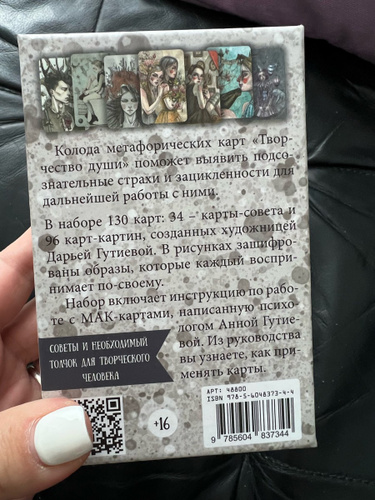 Колода метафорических карт «Твор-
чество души» поможет выявить подсо-
знательные страхи и зацикленности для
дальнейшей работы с ними.
В наборе 130 карт: 34 – карты-совета и
96 карт-картин, созданных художницей
Дарьей Гутиевой. В рисунках зашифро-
ваны образы, которые каждый воспри-
нимает по-своему.
Набор включает инструкцию по рабо-
те с МАК-картами, написанную психо-
логом Анной Гутие-
вой. Из руководства
вы узнаете, как при-
менять карты.
СОВЕТЫ И НЕОБХОДИМЫЙ
ТОЛЧОК ДЛЯ ТВОРЧЕСКОГО
ЧЕЛОВЕКА
+16
АРТ: 48800
ISBN 978-5-6048373-4-4
9 785604 837344